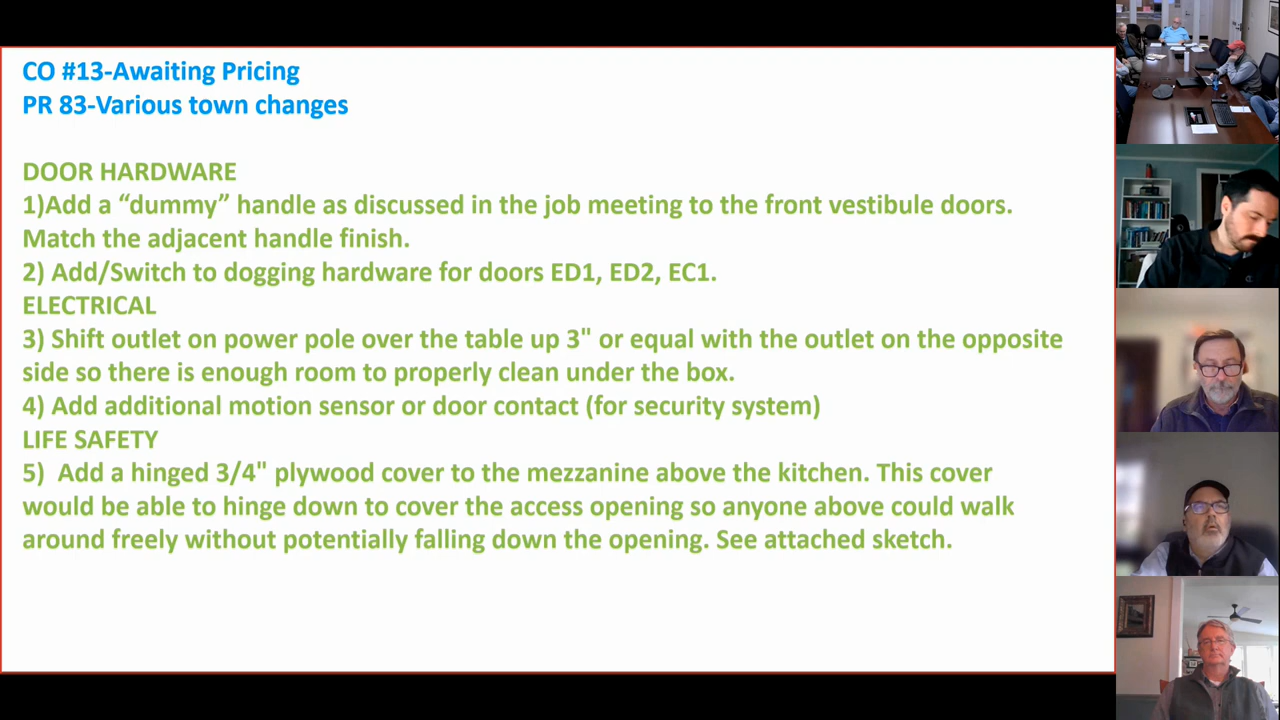 CO #13-Awaiting Pricing
PR 83-Various town changes
DOOR HARDWARE
1)Add a “dummy” handle as discussed in the job meeting to the front vestibule doors.
Match the adjacent handle finish.
2) Add/Switch to dogging hardware for doors ED1, ED2, EC1.
ELECTRICAL
3) Shift outlet on power pole over the table up 3" or equal with the outlet on the opposite
side so there is enough room to properly clean under the box.
4) Add additional motion sensor or door contact (for security system)
LIFE SAFETY
5)  Add a hinged 3/4" plywood cover to the mezzanine above the kitchen. This cover
would be able to hinge down to cover the access opening so anyone above could walk
around freely without potentially falling down the opening. See attached sketch.